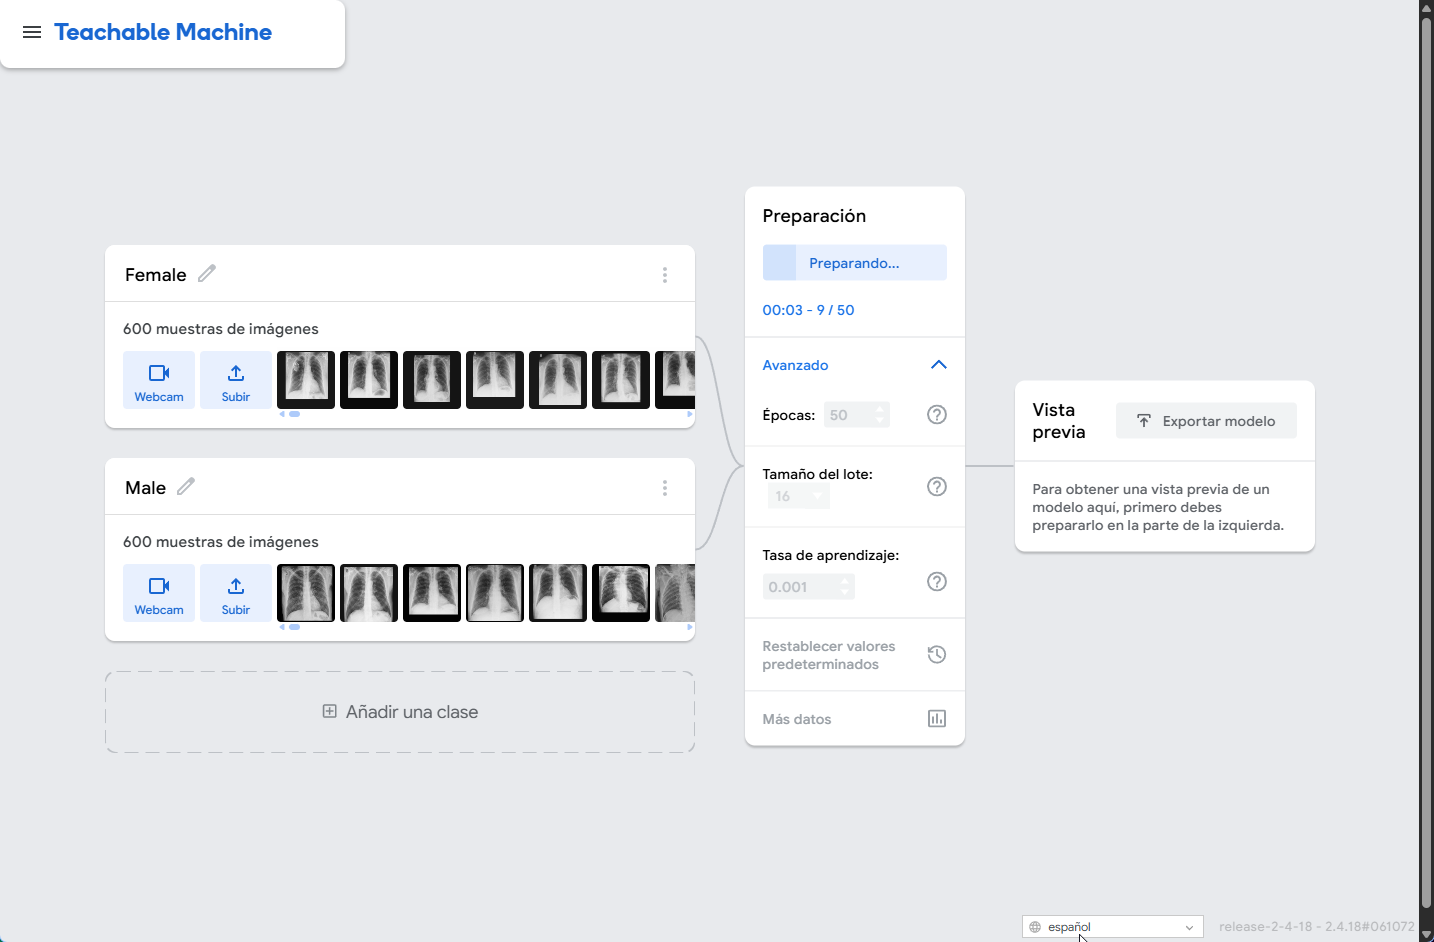 Teachable Machine
Female
600 muestras de imágenes
Webcam
Subir
Male
600 muestras de imágenes
Webcam
Subir
Añadir una clase
Preparación
Preparando...
00:03 - 9 / 50
Avanzado
Épocas: 50
Tamaño del lote:
16
Tasa de aprendizaje:
0.001
Restablecer valores
predeterminados
Más datos
Vista
previa
Exportar modelo
Para obtener una vista previa de un
modelo aquí, primero debes
prepararlo en la parte de la izquierda.
español
release-2-4-18 - 2.4.18#061072